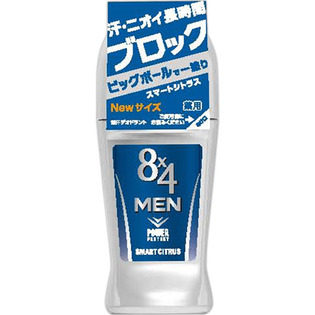 汗・ニオイ長時間
ブロック
ビッグボールで一塗り
スマートシトラス
Newサイズ
薬用
8x4
MEN
POWER
PROTECT
SMART CITRUS